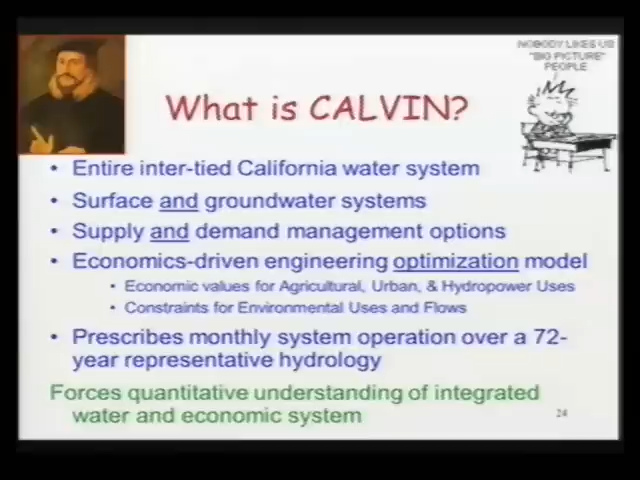 NOBODY LIKES US
"BIG PICTURE"
PEOPLE
What is CALVIN?
• Entire inter-tied California water system
• Surface and groundwater systems
• Supply and demand management options
• Economics-driven engineering optimization model
• Economic values for Agricultural, Urban, & Hydropower Uses
• Constraints for Environmental Uses and Flows
• Prescribes monthly system operation over a 72-
year representative hydrology
Forces quantitative understanding of integrated
water and economic system
24